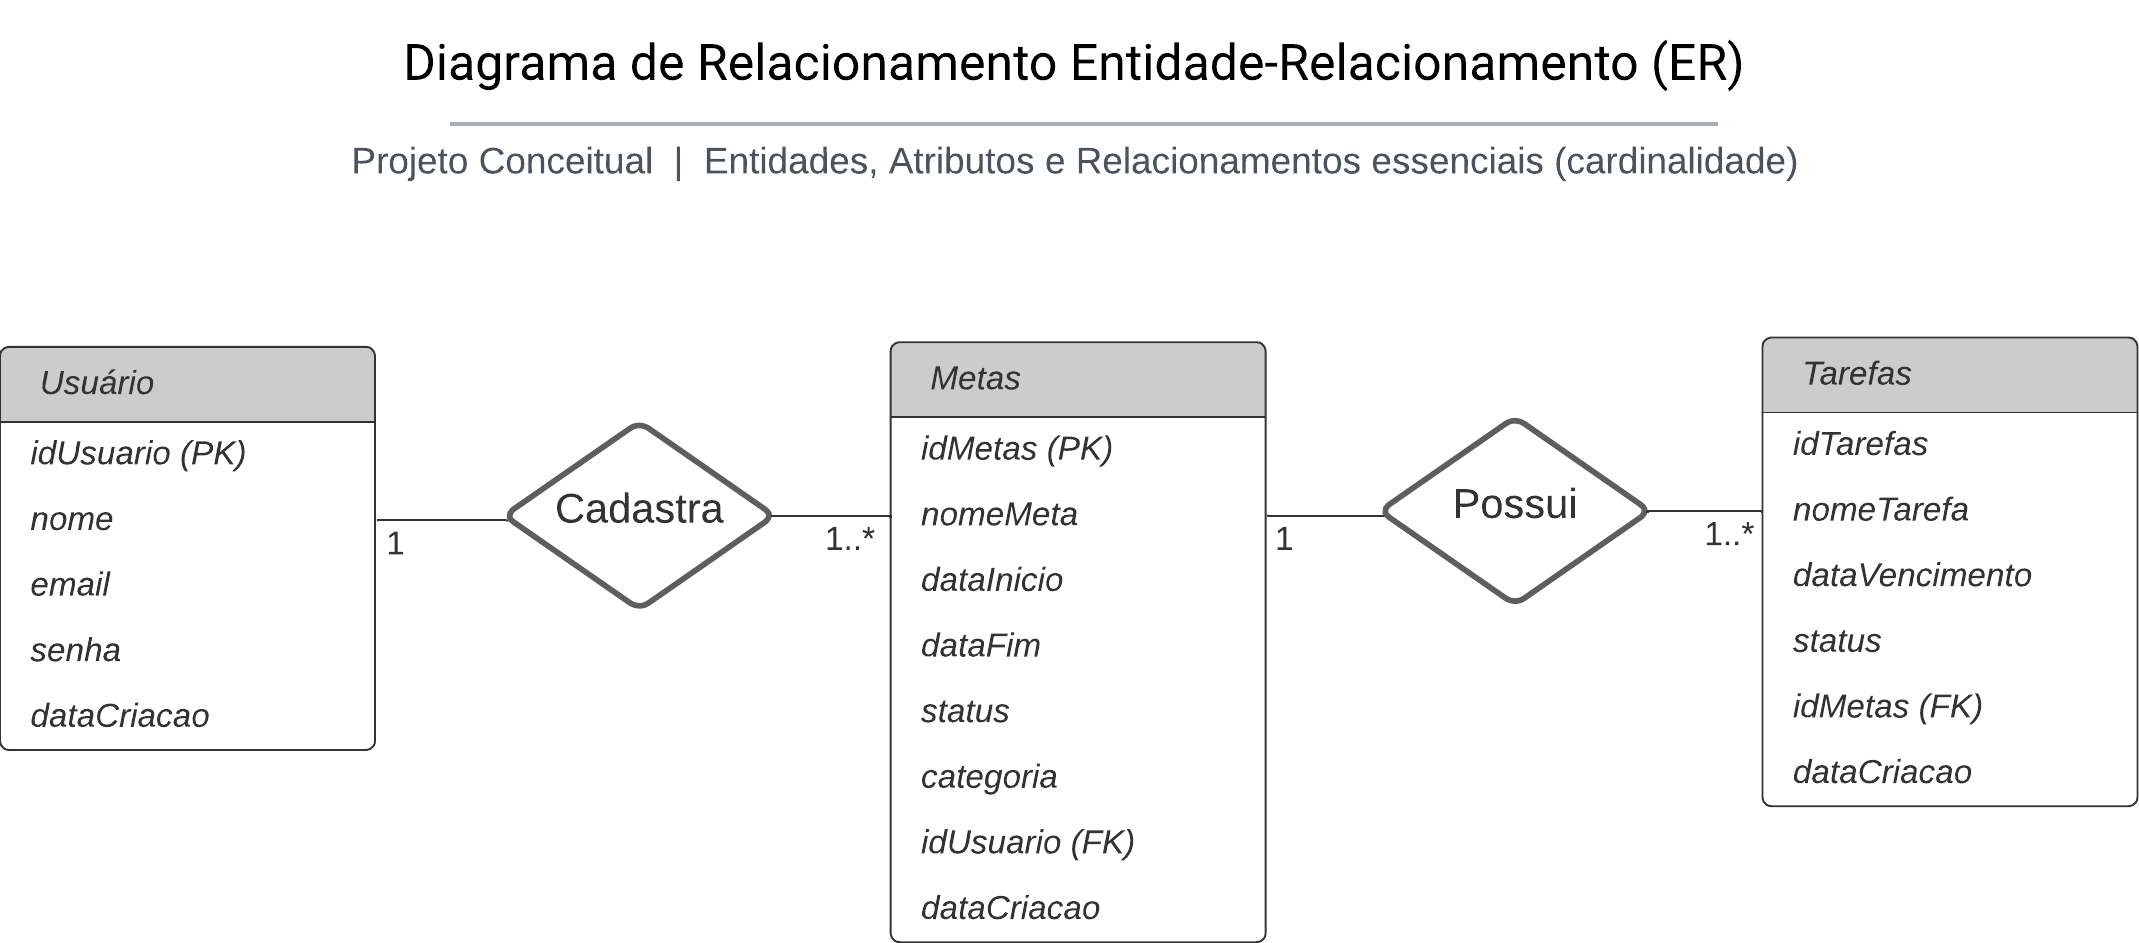 Diagrama de Relacionamento Entidade-Relacionamento (ER)
Projeto Conceitual | Entidades, Atributos e Relacionamentos essenciais (cardinalidade)
Usuário
idUsuario (PK)
nome
email
senha
dataCriacao
1
Cadastra
1..*
Metas
idMetas (PK)
nomeMeta
dataInicio
dataFim
status
categoria
idUsuario (FK)
dataCriacao
1
Possui
1..*
Tarefas
idTarefas
nomeTarefa
dataVencimento
status
idMetas (FK)
dataCriacao